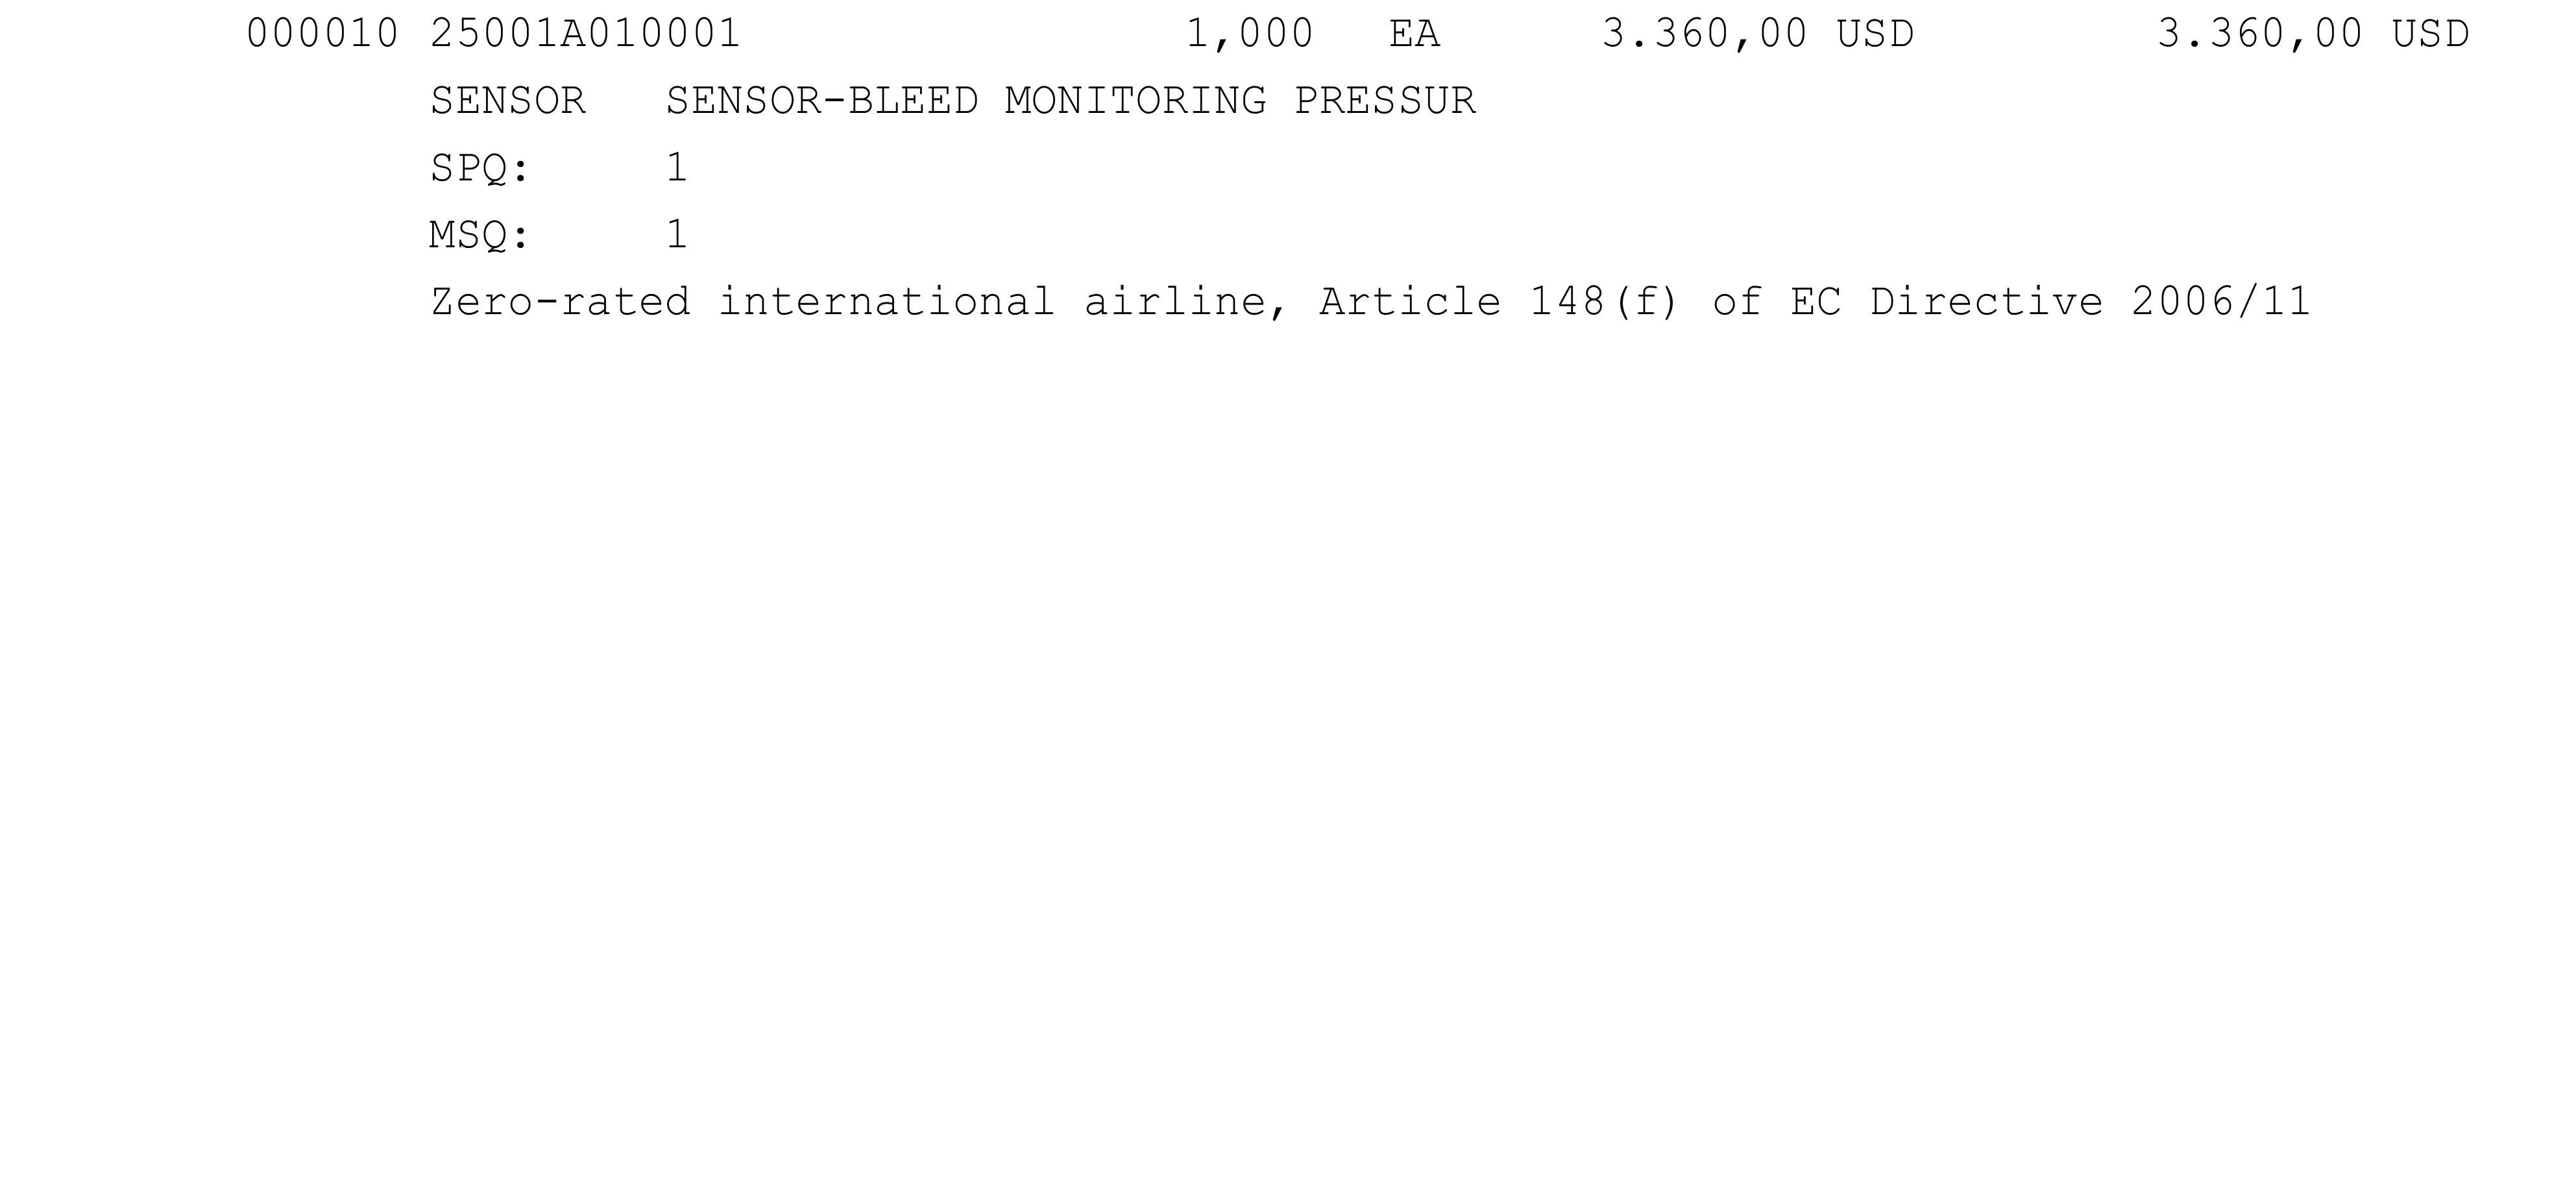 000010 25001A010001 1,000 EA 3.360,00 USD 3.360,00 USD
SENSOR SENSOR-BLEED MONITORING PRESSUR
SPQ: 1
MSQ: 1
Zero-rated international airline, Article 148(f) of EC Directive 2006/11